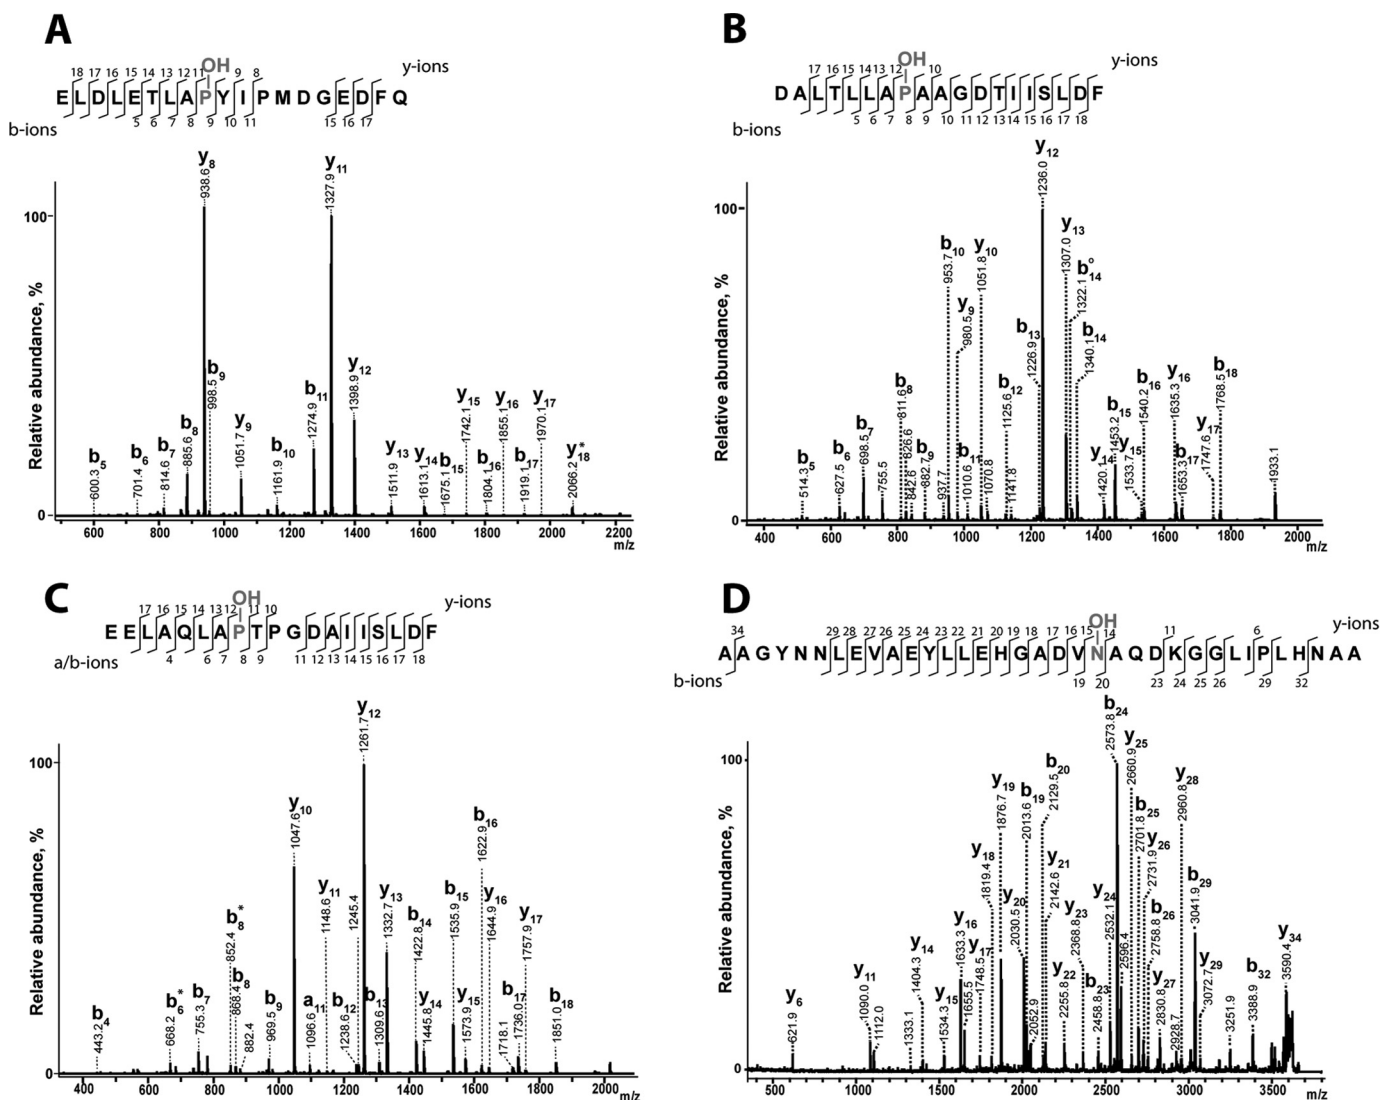 A
OH
18 17 16 15 14 13 12 11 9 8
y-ions
ELDLETLAPYIPMDGEDFQ
5 6 7 8 9 10 11 15 16 17
b-ions
Relative abundance, %
100
0
b5 600.3
b6 701.4
b7 814.6
b8 885.6
y8 938.6
b9 998.5
y9 1051.7
b10 1161.9
b11 1274.9
y11 1327.9
y12 1398.9
y13 1511.9
y14 1613.1
b15 1675.1
y15 1742.1
b16 1804.1
y16 1855.1
b17 1919.1
y17 1970.1
y18* 2066.2
600 800 1000 1200 1400 1600 1800 2000 2200
m/z
B
OH
17 16 15 14 13 12 10
y-ions
DALTLLAPAAGDTIISLDF
5 6 7 8 9 10 11 12 13 14 15 16 17 18
b-ions
Relative abundance, %
100
0
b5 514.3
b6 627.5
b7 698.5
755.5
b8 811.6
826.6
842.6
b9 882.7
937.7
b10 953.7
y9 980.5
b11 1010.6
y10 1051.8
1070.8
b12 1125.6
1141.8
b13 1226.9
y12 1236.0
y13 1307.0
b14° 1322.1
b14 1340.1
y14 1420.1
b15 1453.2
y15 1533.7
b16 1540.2
y16 1635.3
b17 1653.3
y17 1747.6
b18 1768.5
1933.1
400 600 800 1000 1200 1400 1600 1800 2000
m/z
C
OH
17 16 15 14 13 12 11 10
y-ions
EELAQLAPTPGDAIISLDF
4 6 7 8 9 11 12 13 14 15 16 17 18
a/b-ions
Relative abundance, %
100
0
b4 443.2
b6* 668.2
b7 755.3
b8* 852.4
b8 868.4
882.4
b9 969.5
y10 1047.6
a11 1096.6
y11 1148.6
b12 1238.6
1245.4
y12 1261.7
b13 1309.6
y13 1332.7
b14 1422.8
y14 1445.8
b15 1535.9
y15 1573.9
b16 1622.9
y16 1644.9
1718.1
b17 1736.0
y17 1757.9
b18 1851.0
400 600 800 1000 1200 1400 1600 1800 2000
m/z
D
OH
34 29 28 27 26 25 24 23 22 21 20 19 18 17 16 15 14 11 6
y-ions
AAGYNNLEVAEYLLEHGADVNAQDKGGLIPLHNAA
19 20 23 24 25 26 29 32
b-ions
Relative abundance, %
100
0
y6 621.9
y11 1090.0
1112.0
1333.1
y14 1404.3
y15 1534.3
y16 1633.3
1655.5
y17 1748.5
y18 1819.4
y19 1876.7
b19 2013.6
y20 2030.5
2052.9
b20 2129.5
y21 2142.6
y22 2255.8
y23 2368.8
b23 2458.8
y24 2532.1
b24 2573.8
2596.4
y25 2660.9
b25 2701.8
y26 2731.9
b26 2758.8
y27 2830.8
2928.7
y28 2960.8
b29 3041.9
y29 3072.7
3251.9
b32 3388.9
y34 3590.4
500 1000 1500 2000 2500 3000 3500
m/z